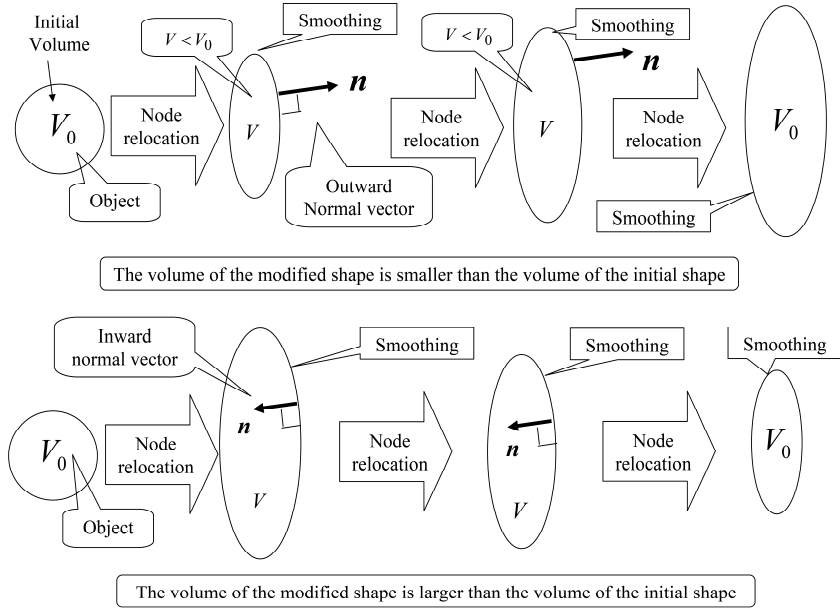 Initial
Volume
V₀
Object
Node
relocation
V < V₀
Smoothing
V
n
Outward
Normal vector
Node
relocation
V < V₀
Smoothing
V
n
Node
relocation
V₀
Smoothing
The volume of the modified shape is smaller than the volume of the initial shape
Inward
normal vector
V₀
Object
Node
relocation
Smoothing
n
V
Node
relocation
Smoothing
n
V
Node
relocation
Smoothing
V₀
The volume of the modified shape is larger than the volume of the initial shape